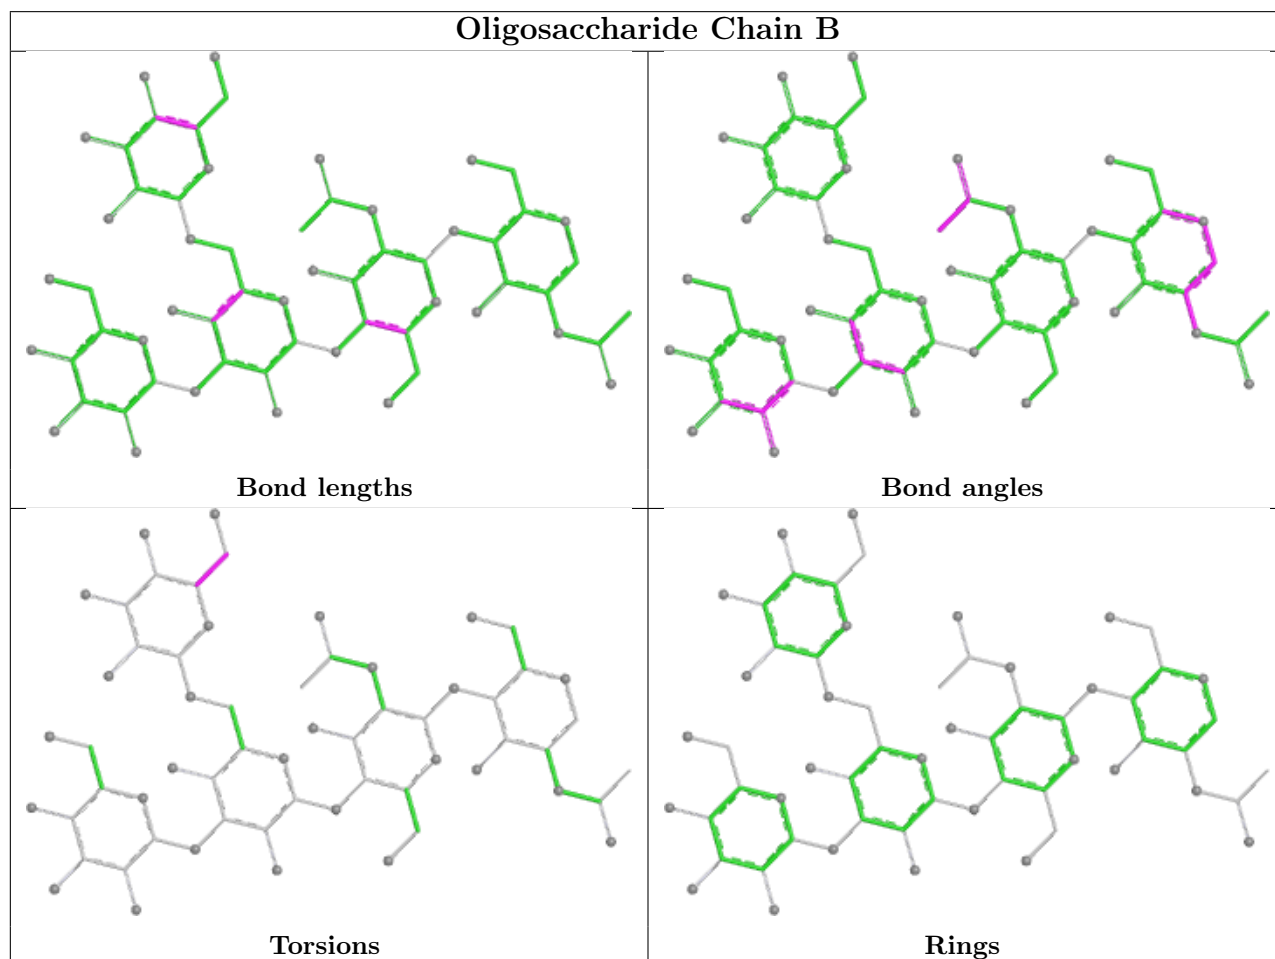 Oligosaccharide Chain B
Bond lengths
Bond angles
Torsions
Rings